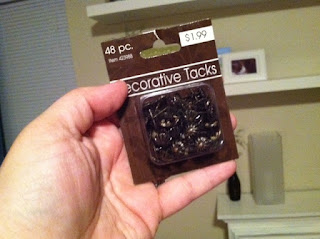 48 pc.
$1.99
Decorative Tacks